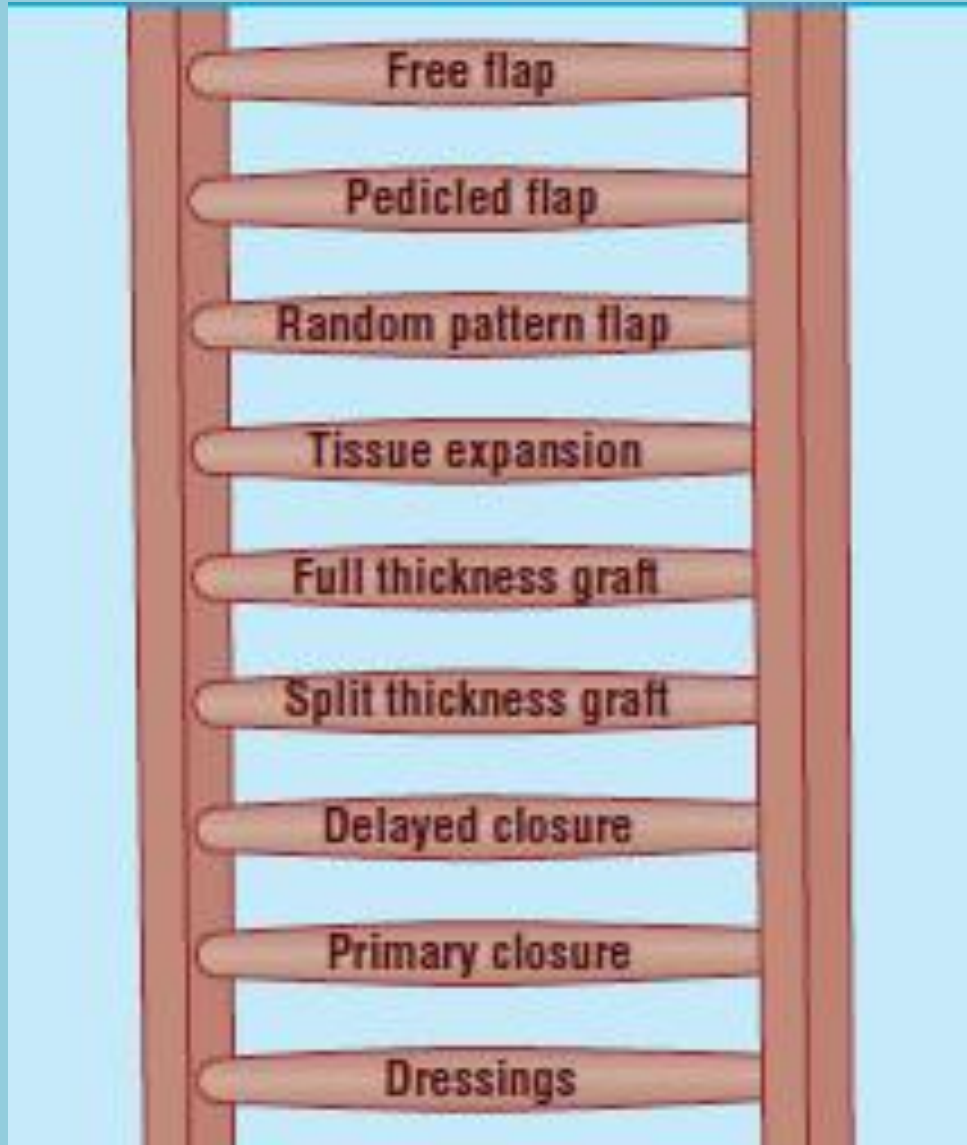 Free flap
Pedicled flap
Random pattern flap
Tissue expansion
Full thickness graft
Split thickness graft
Delayed closure
Primary closure
Dressings